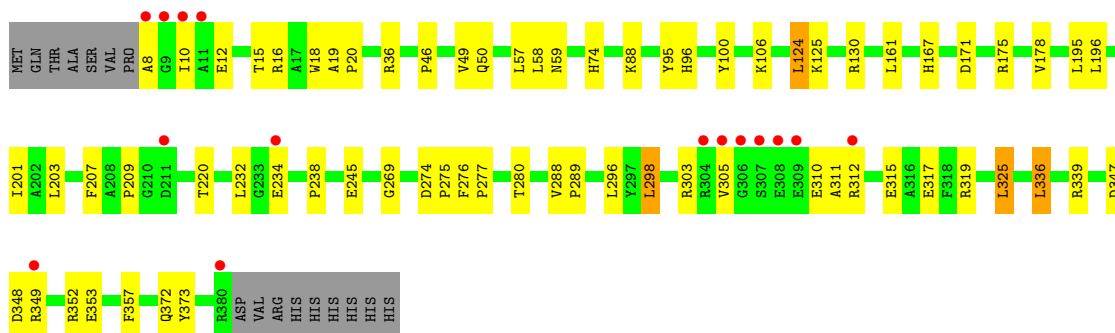 MET GLN THR ALA SER VAL PRO A8 G9 I10 A11 E12 T15 R16 A17 W18 A19 P20 R36 P46 V49 Q50 L57 L58 N59 H74 K88 Y95 H96 Y100 K106 L124 K125 R130 L161 H167 D171 R175 V178 L195 L196
I201 A202 L203 F207 A208 P209 G210 D211 T220 L232 G233 E234 P238 E245 G269 D274 P275 F276 P277 T280 V288 P289 L296 Y297 L298 R303 R304 V305 G306 S307 E308 E309 E310 A311 R312 E315 A316 E317 F318 R319 L325 L336 R339
D348 R349 R352 E353 F357 Q372 Y373 R380 ASP VAL ARG HIS HIS HIS HIS HIS HIS